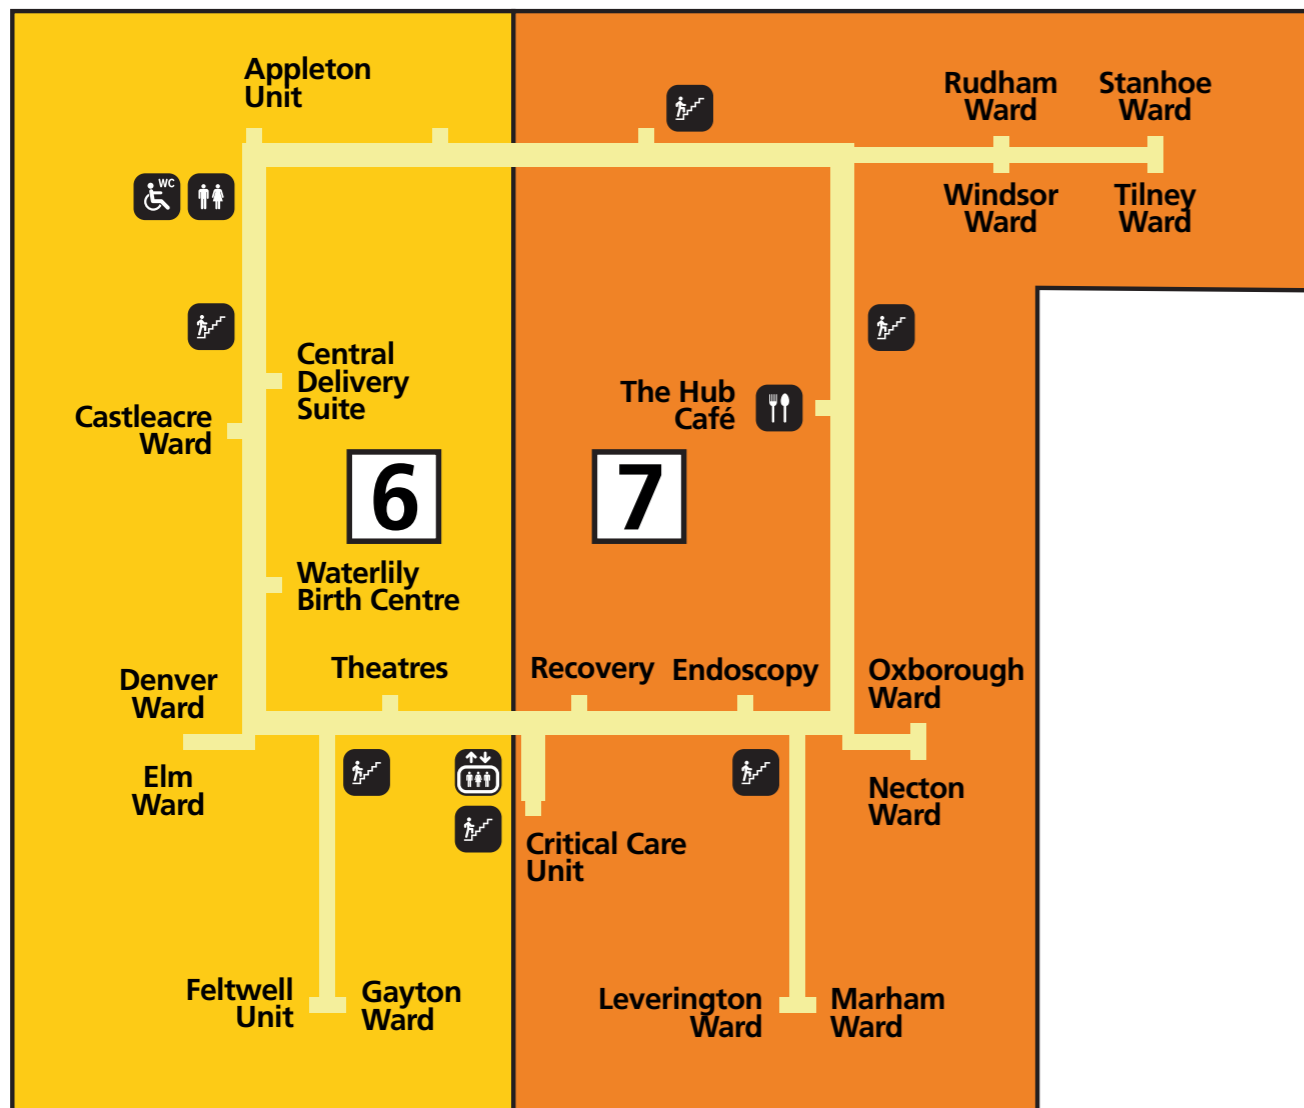 Appleton
Unit
Rudham
Ward
Stanhoe
Ward
Windsor
Ward
Tilney
Ward
WC
Central
Delivery
Suite
Castleacre
Ward
The Hub
Café
6
7
Waterlily
Birth Centre
Denver
Ward
Theatres
Recovery
Endoscopy
Oxborough
Ward
Elm
Ward
Necton
Ward
Critical Care
Unit
Feltwell
Unit
Gayton
Ward
Leverington
Ward
Marham
Ward